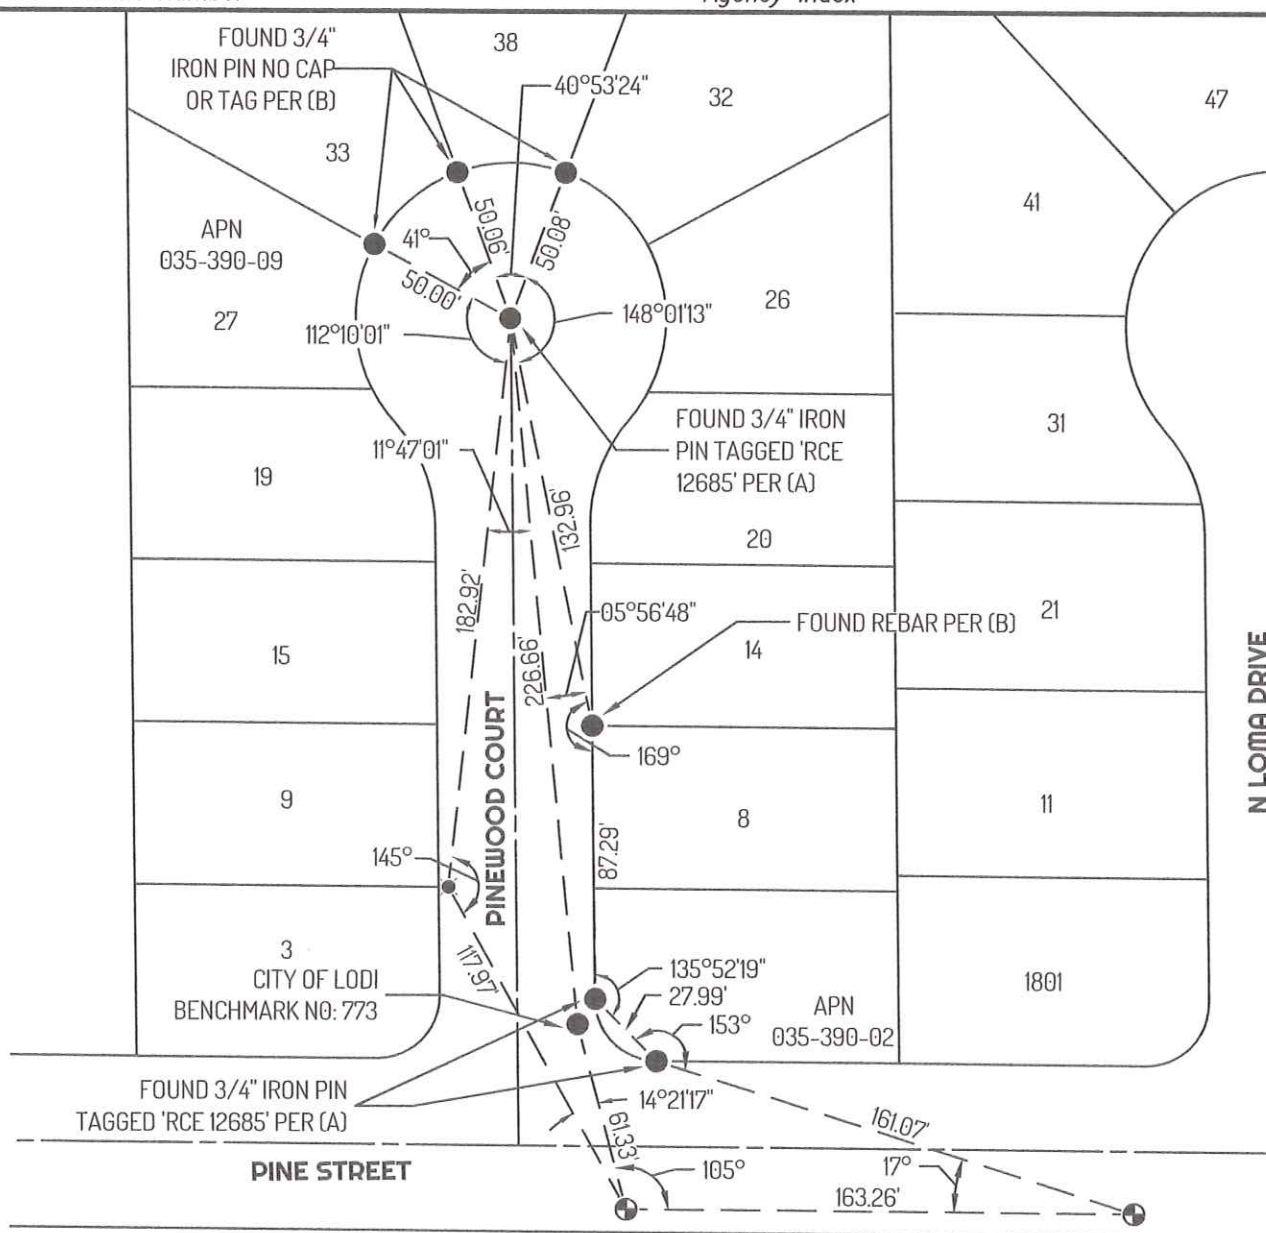 Agency Index
FOUND 3/4"
IRON PIN NO CAP
OR TAG PER (B)
38
40°53'24"
32
47
33
41
APN
035-390-09
27
41°
50.06'
50.08'
50.00'
26
148°01'13"
112°10'01"
FOUND 3/4" IRON
PIN TAGGED 'RCE
12685' PER (A)
31
11°47'01"
19
132.96'
20
182.92'
226.66'
05°56'48"
FOUND REBAR PER (B)
21
15
14
N LOMA DRIVE
PINEWOOD COURT
169°
9
8
11
87.29'
145°
3
117.97'
CITY OF LODI
BENCHMARK NO: 773
135°52'19"
27.99'
153°
APN
035-390-02
1801
FOUND 3/4" IRON PIN
TAGGED 'RCE 12685' PER (A)
14°21'17"
61.33'
161.07'
PINE STREET
105°
17°
163.26'